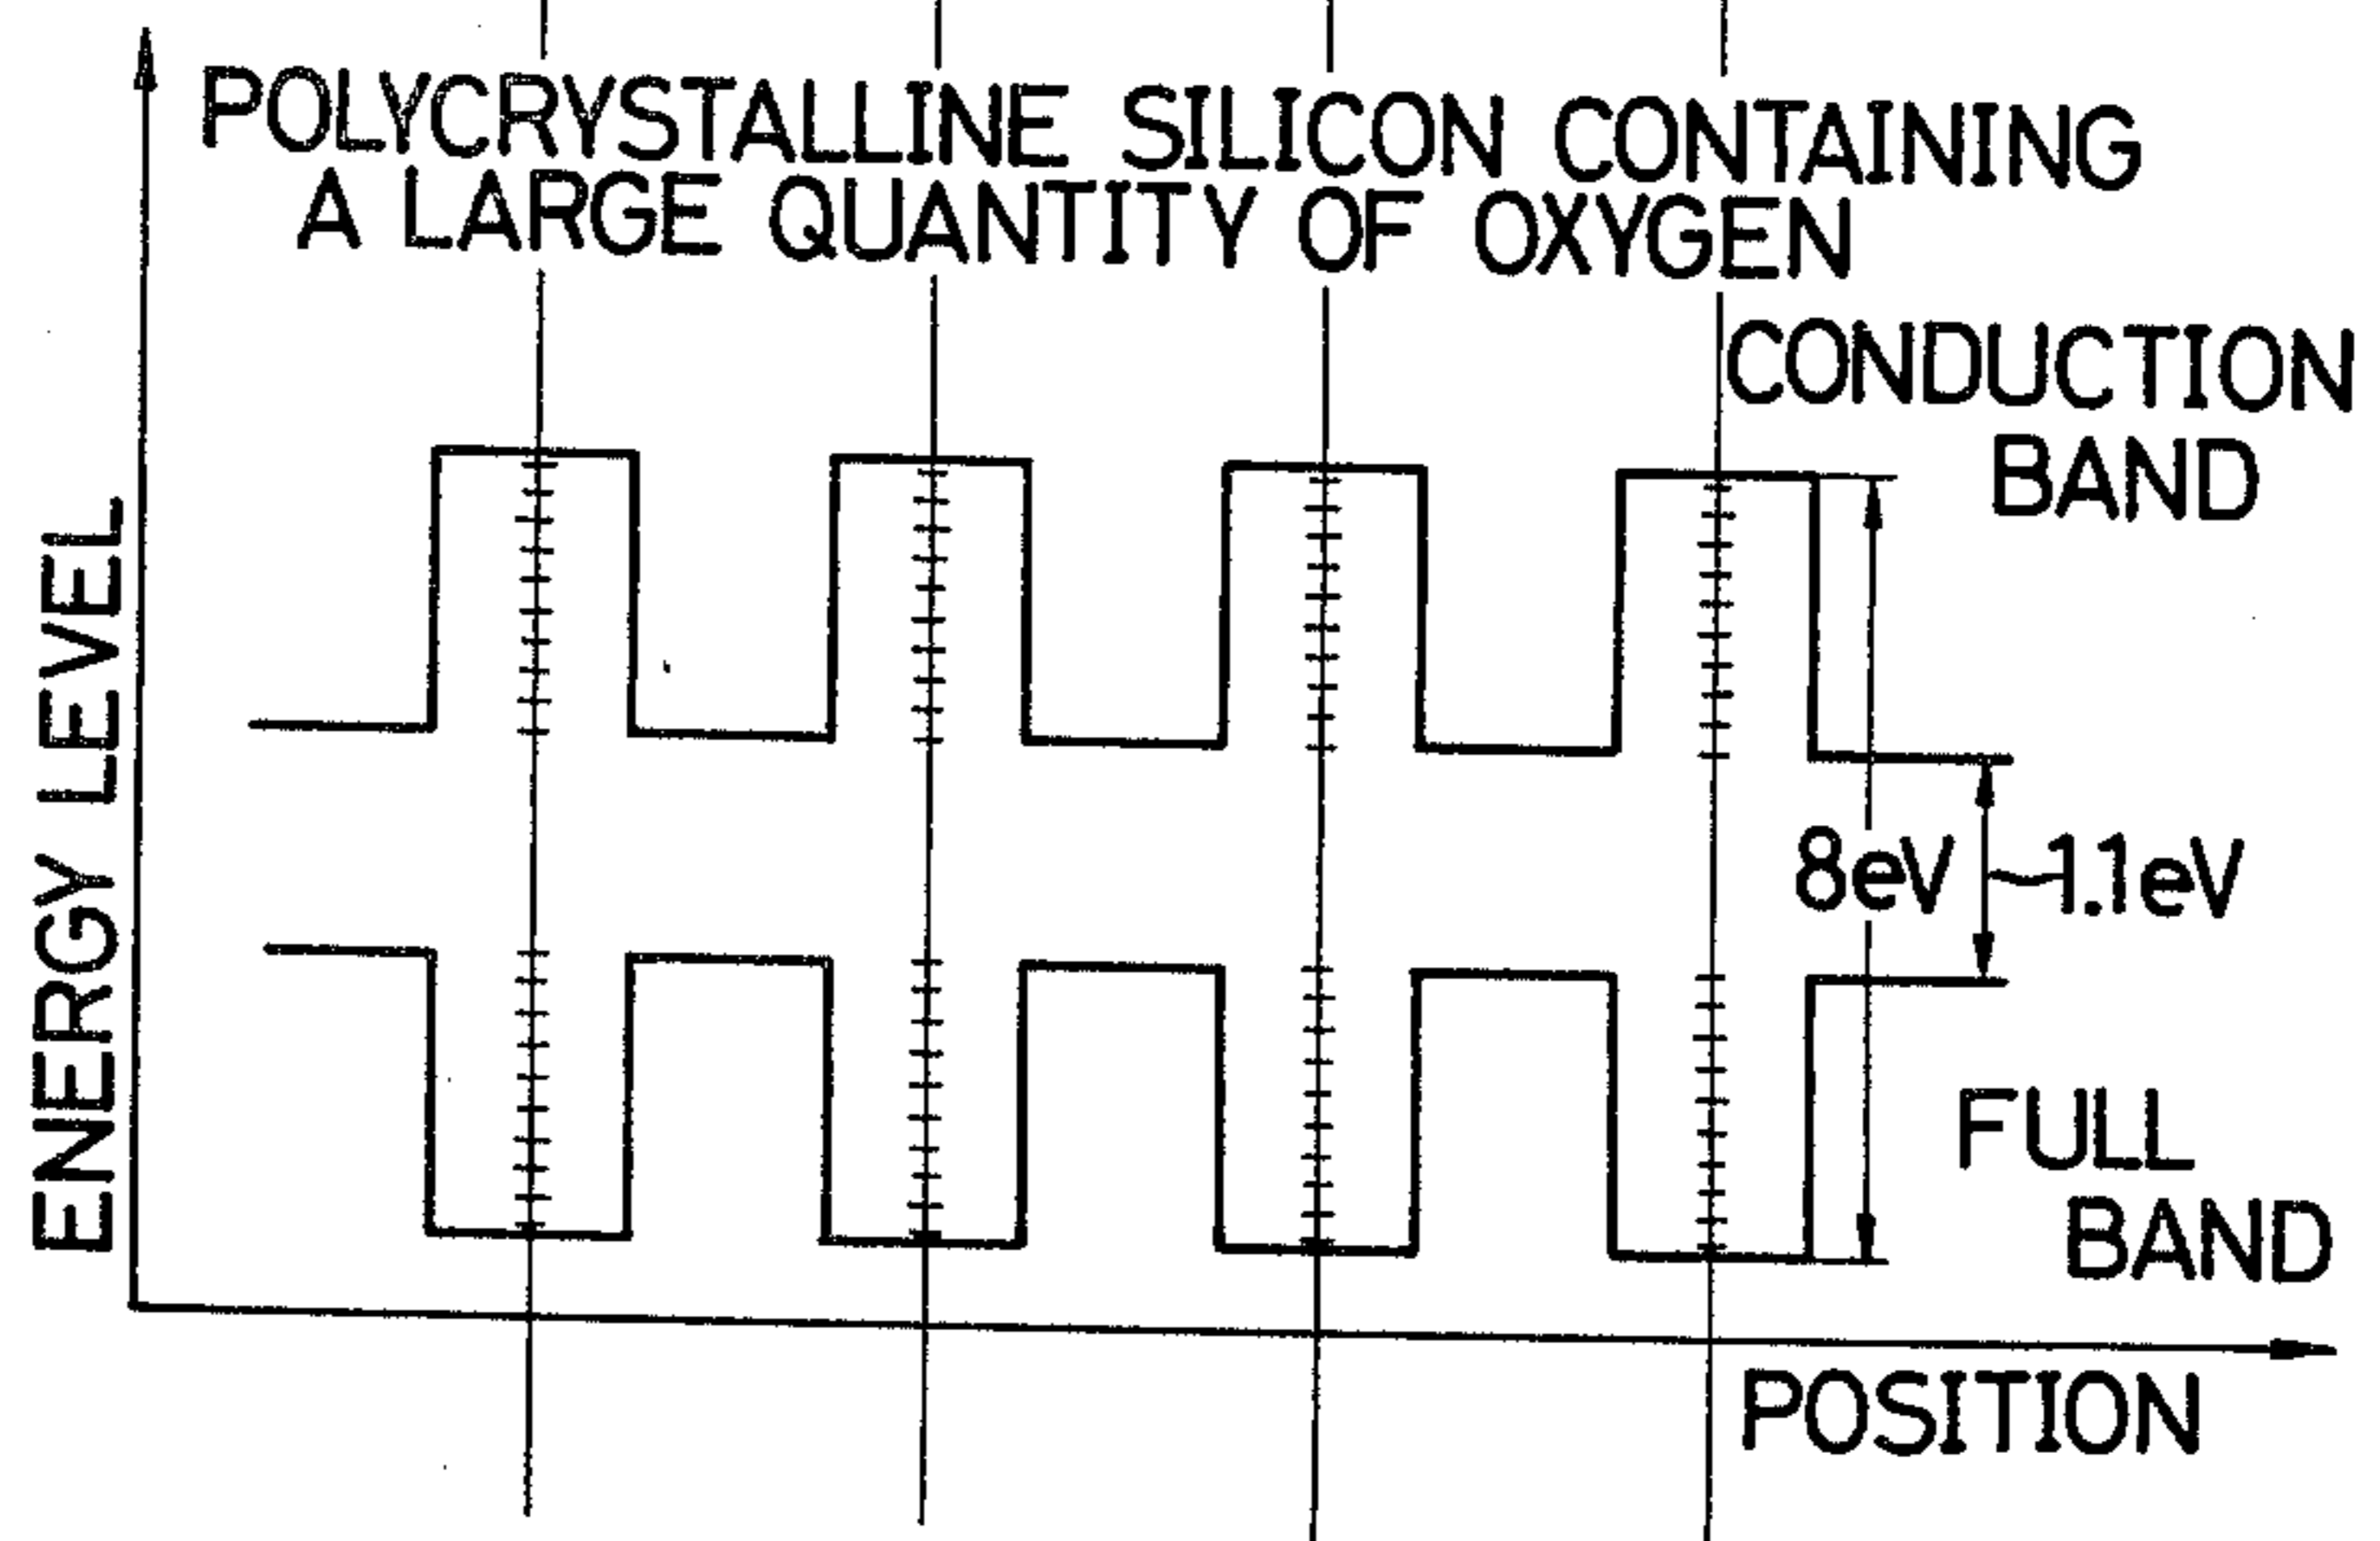 POLYCRYSTALLINE SILICON CONTAINING
A LARGE QUANTITY OF OXYGEN
CONDUCTION
BAND
ENERGY LEVEL
8eV
1.1eV
FULL
BAND
POSITION